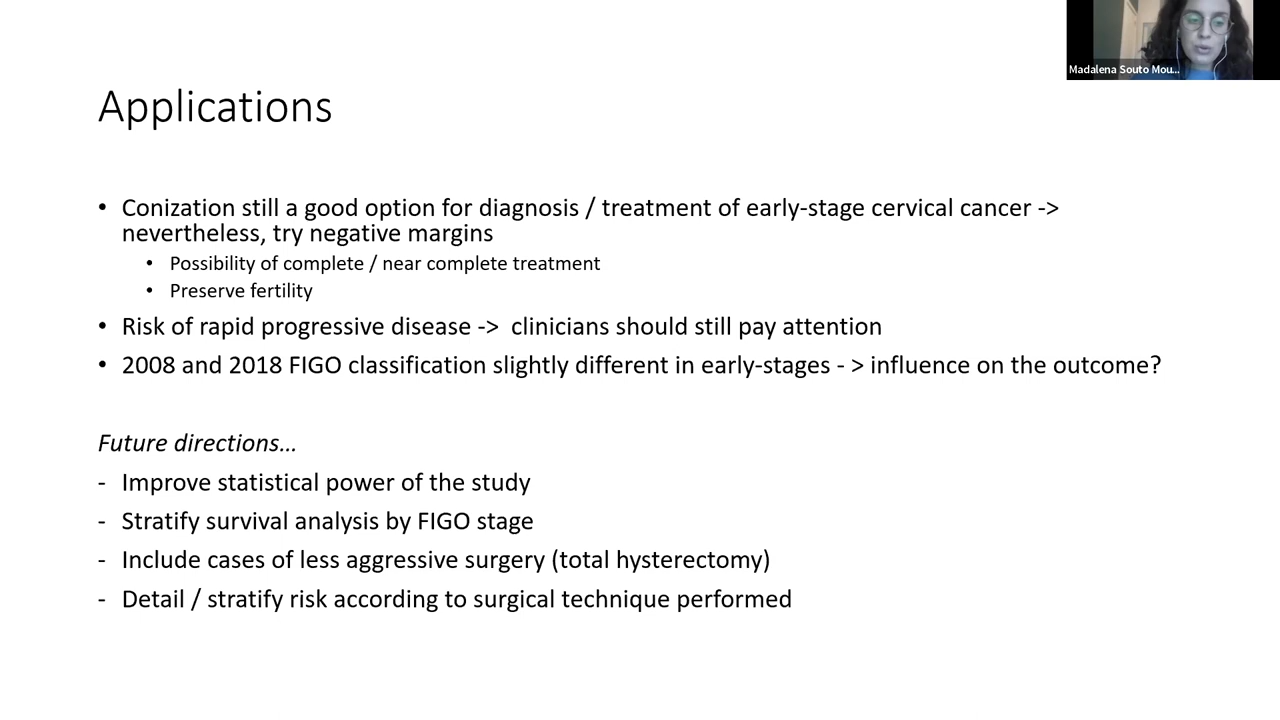 Madalena Souto Mou...
Applications
• Conization still a good option for diagnosis / treatment of early-stage cervical cancer ->
nevertheless, try negative margins
• Possibility of complete / near complete treatment
• Preserve fertility
• Risk of rapid progressive disease -> clinicians should still pay attention
• 2008 and 2018 FIGO classification slightly different in early-stages - > influence on the outcome?
Future directions...
- Improve statistical power of the study
- Stratify survival analysis by FIGO stage
- Include cases of less aggressive surgery (total hysterectomy)
- Detail / stratify risk according to surgical technique performed